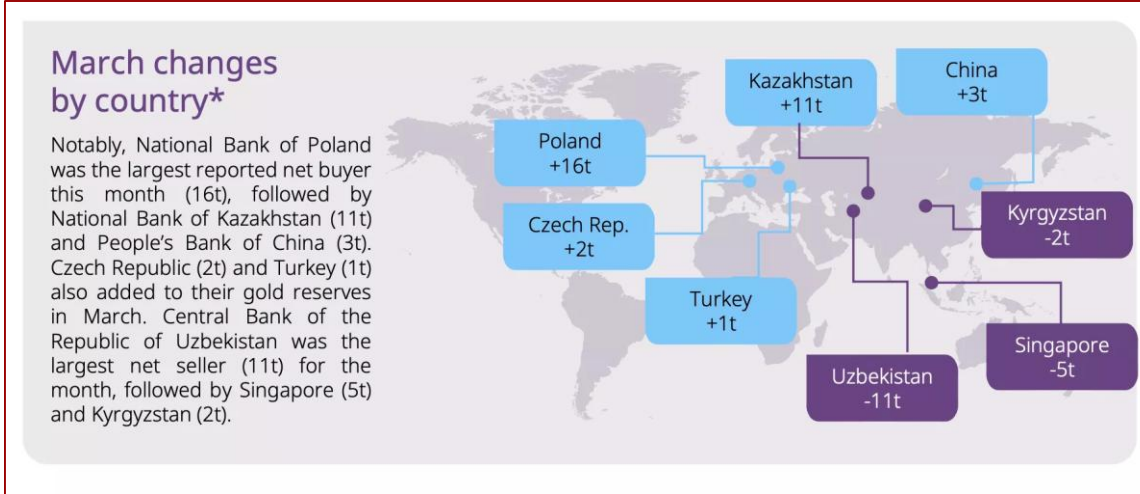 March changes
by country*
Notably, National Bank of Poland
was the largest reported net buyer
this month (16t), followed by
National Bank of Kazakhstan (11t)
and People's Bank of China (3t).
Czech Republic (2t) and Turkey (1t)
also added to their gold reserves
in March. Central Bank of the
Republic of Uzbekistan was the
largest net seller (11t) for the
month, followed by Singapore (5t)
and Kyrgyzstan (2t).
Kazakhstan
+11t
China
+3t
Poland
+16t
Czech Rep.
+2t
Kyrgyzstan
-2t
Turkey
+1t
Singapore
-5t
Uzbekistan
-11t